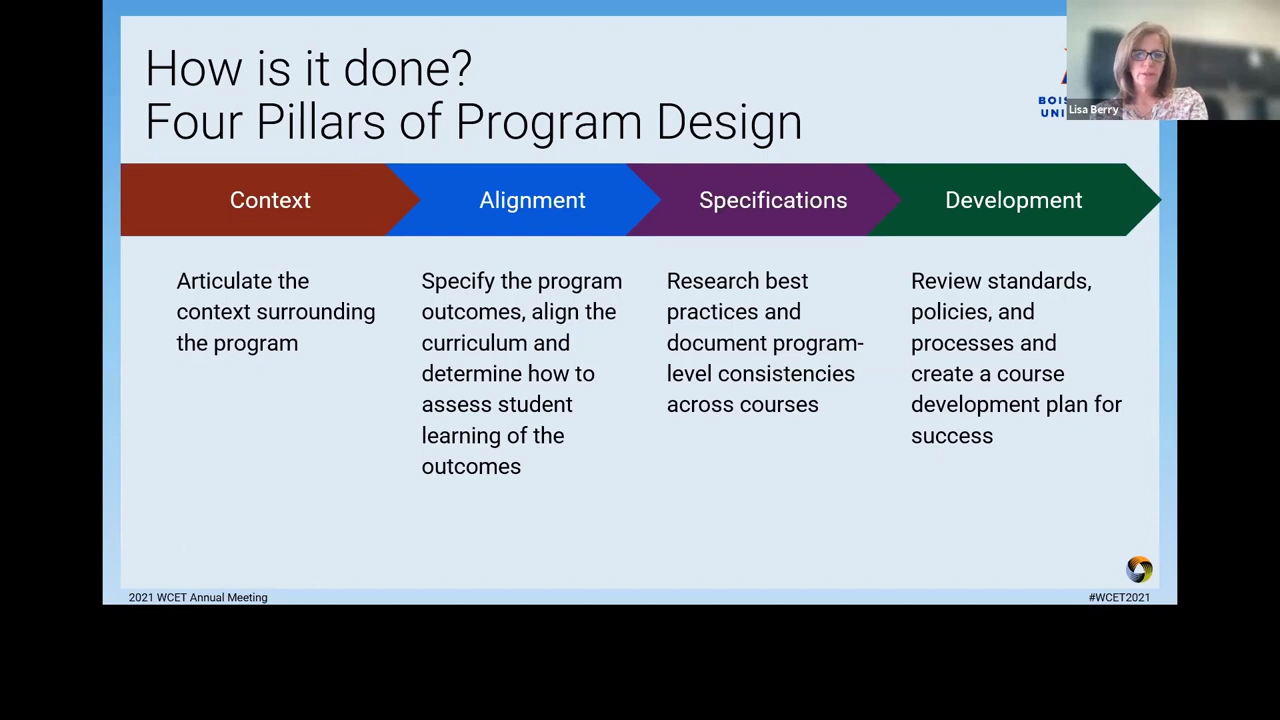 How is it done?
Four Pillars of Program Design
Lisa Berry
Context
Alignment
Specifications
Development
Articulate the
context surrounding
the program
Specify the program
outcomes, align the
curriculum and
determine how to
assess student
learning of the
outcomes
Research best
practices and
document program-
level consistencies
across courses
Review standards,
policies, and
processes and
create a course
development plan for
success
2021 WCET Annual Meeting
#WCET2021